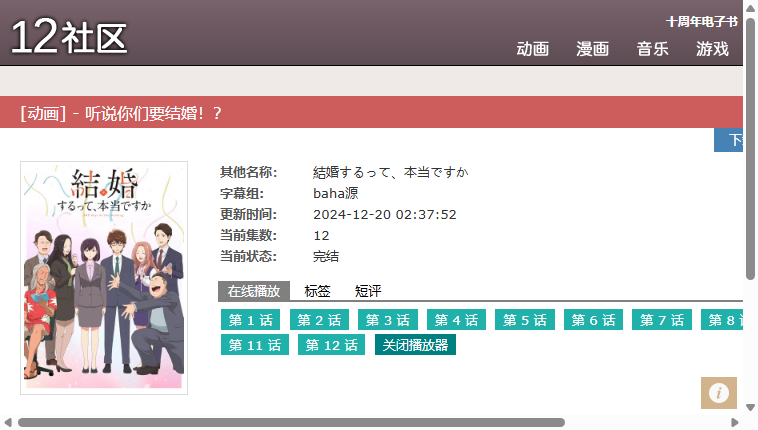 12社区
十周年电子书
动画 漫画 音乐 游戏
[动画] - 听说你们要结婚！？
結婚
するって、本当ですか
其他名称： 結婚するって、本当ですか
字幕组： baha源
更新时间： 2024-12-20 02:37:52
当前集数： 12
当前状态： 完结
在线播放 标签 短评
第 1 话 第 2 话 第 3 话 第 4 话 第 5 话 第 6 话 第 7 话 第 8
第 11 话 第 12 话 关闭播放器